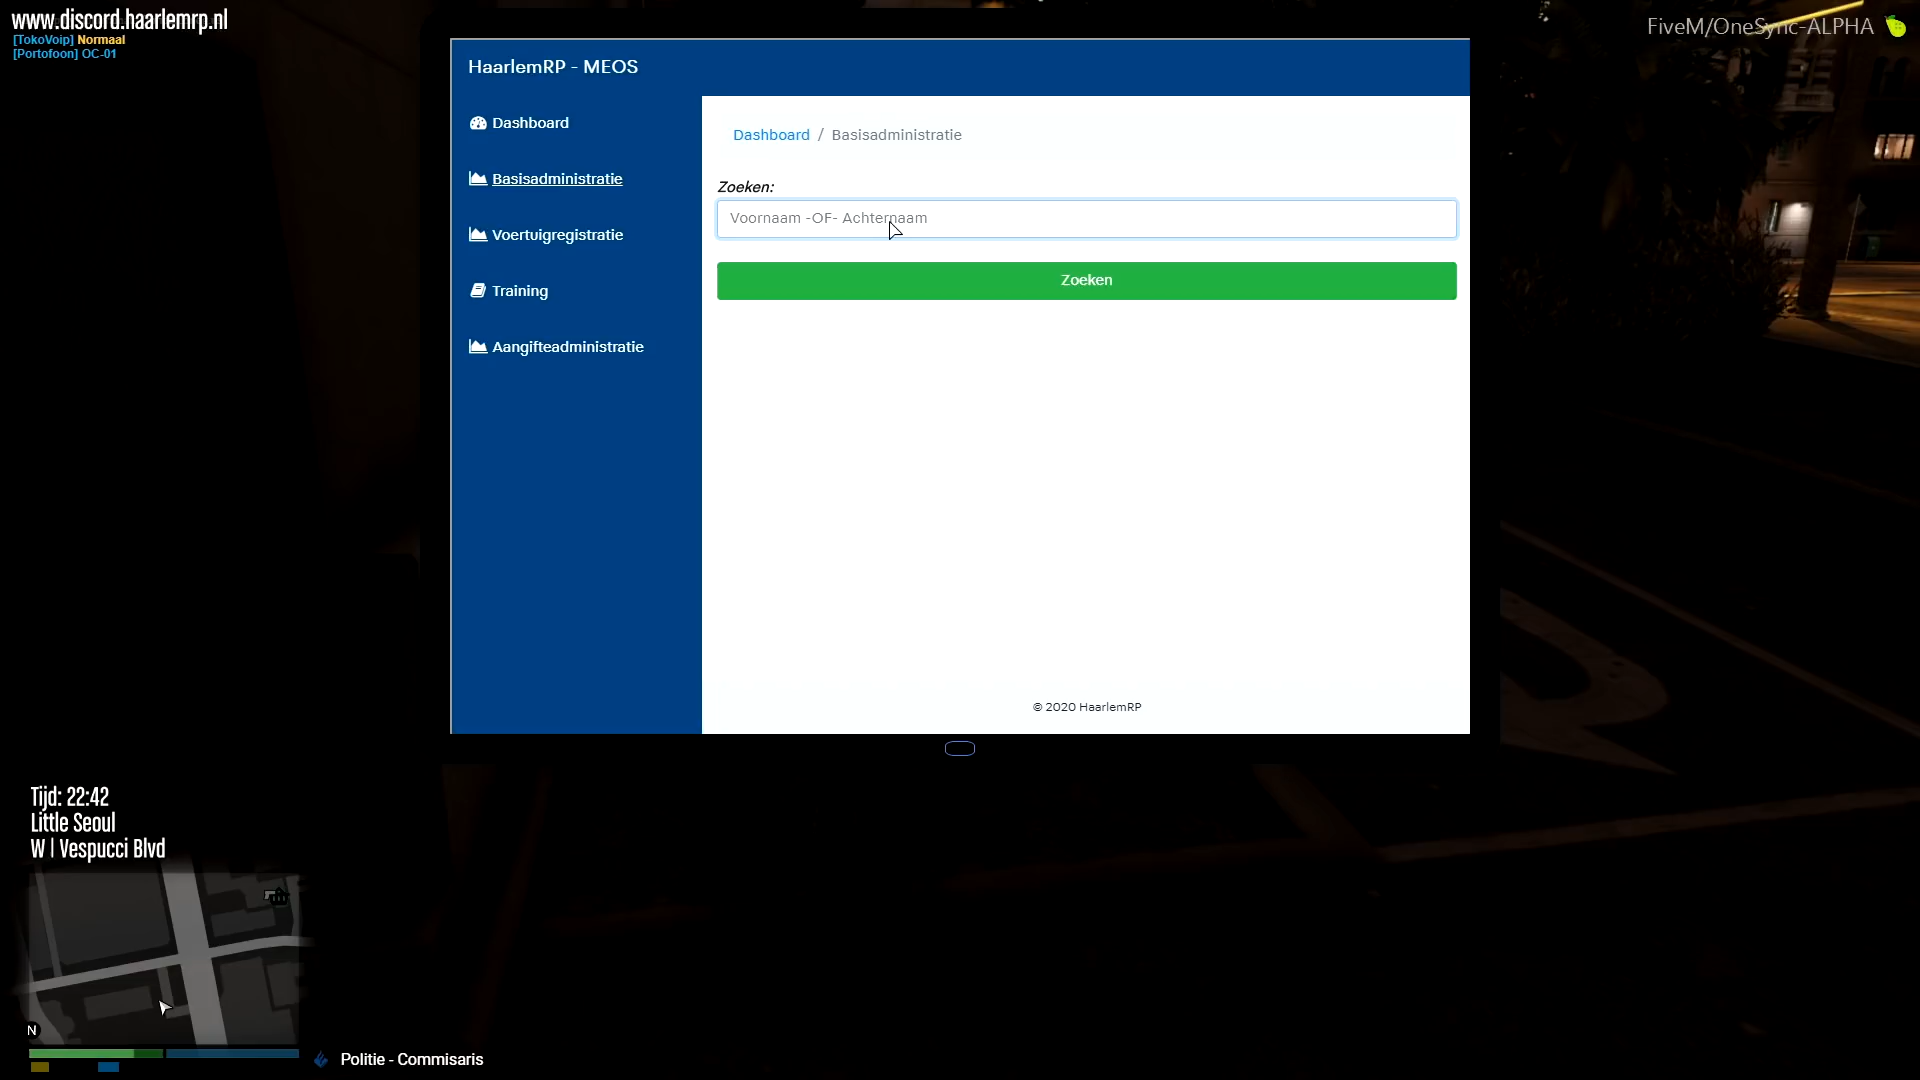 www.discord.haarlemrp.nl
[TokoVoip] Normaal
[Portofoon] OC-01
FiveM/OneSync-ALPHA
HaarlemRP - MEOS
Dashboard
Basisadministratie
Voertuigregistratie
Training
Aangifteadministratie
Dashboard / Basisadministratie
Zoeken:
Voornaam -OF- Achternaam
Zoeken
© 2020 HaarlemRP
Tijd: 22:42
Little Seoul
W | Vespucci Blvd
N
Politie - Commisaris